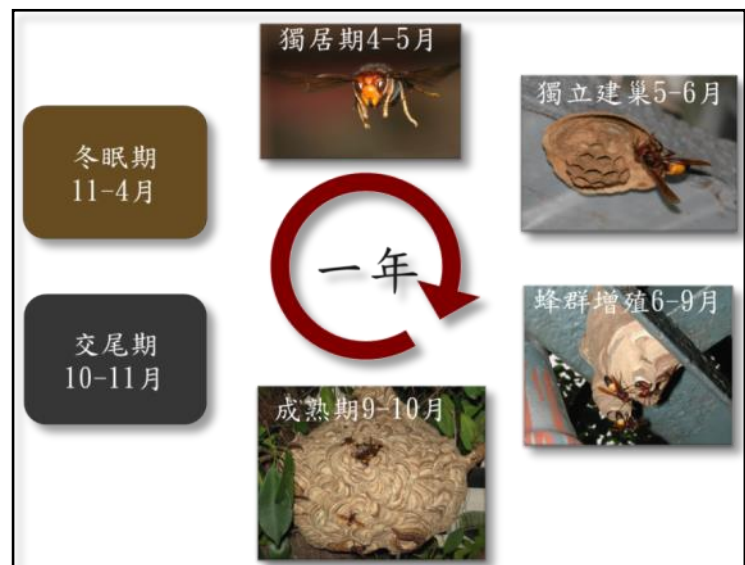 獨居期4-5月
獨立建巢5-6月
冬眠期
11-4月
一年
蜂群增殖6-9月
交尾期
10-11月
成熟期9-10月